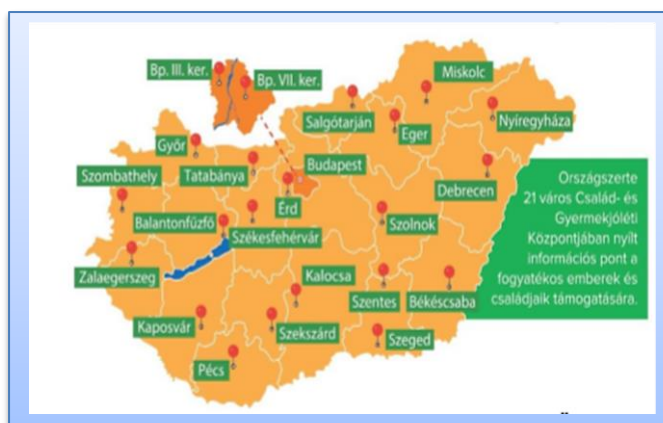 Bp. III. ker.
Bp. VII. ker.
Miskolc
Salgótarján
Eger
Nyíregyháza
Győr
Tatabánya
Budapest
Szombathely
Érd
Debrecen
Balantonfűzfő
Székesfehérvár
Szolnok
Zalaegerszeg
Kalocsa
Szentes
Békéscsaba
Kaposvár
Szekszárd
Szeged
Pécs
Országszerte
21 város Család- és
Gyermekjóléti
Központjában nyílt
információs pont a
fogyatékos emberek és
családjaik támogatására.